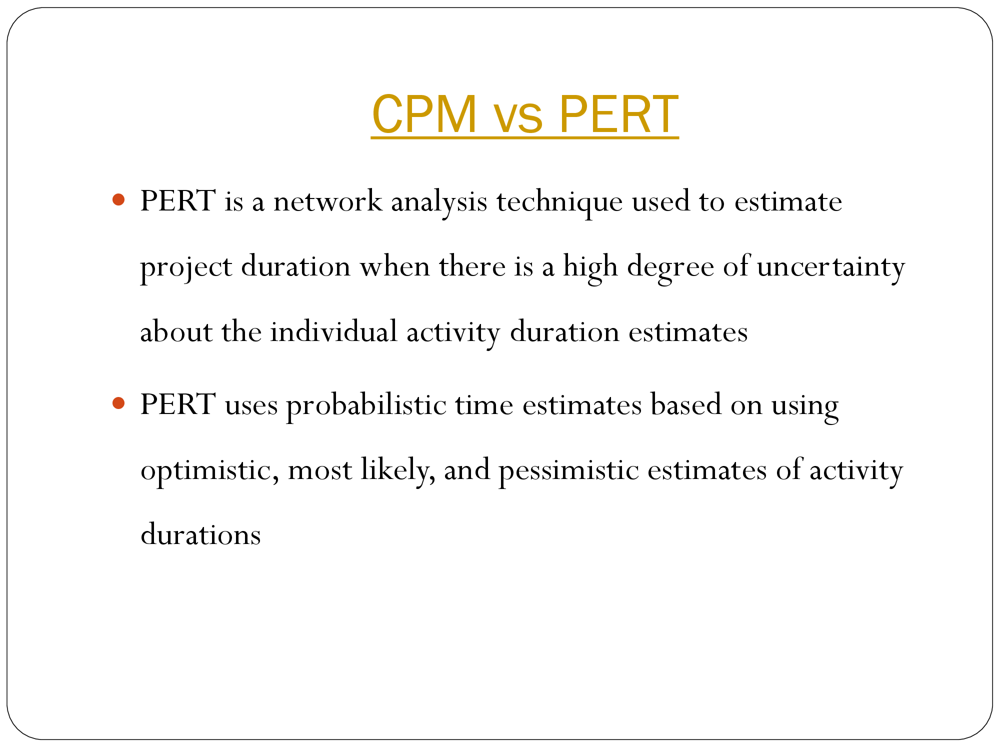 CPM vs PERT
• PERT is a network analysis technique used to estimate
project duration when there is a high degree of uncertainty
about the individual activity duration estimates
• PERT uses probabilistic time estimates based on using
optimistic, most likely, and pessimistic estimates of activity
durations